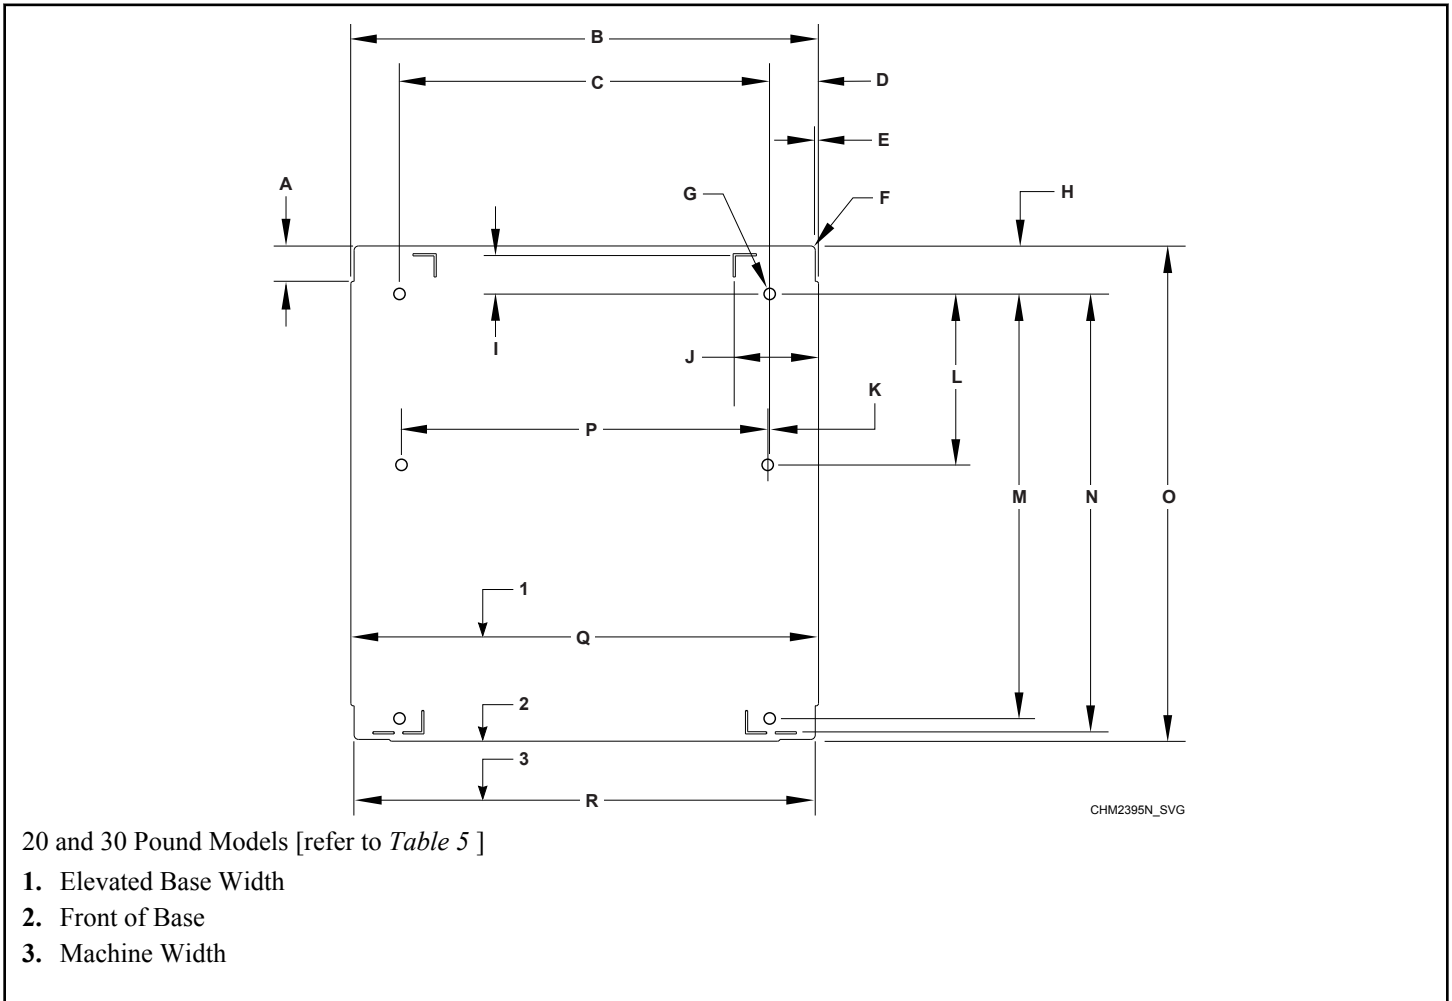 B
C
D
E
A
G
F
H
I
J
L
K
P
M
N
O
1
Q
2
3
R
CHM2395N_SVG
20 and 30 Pound Models [refer to Table 5 ]
1. Elevated Base Width
2. Front of Base
3. Machine Width